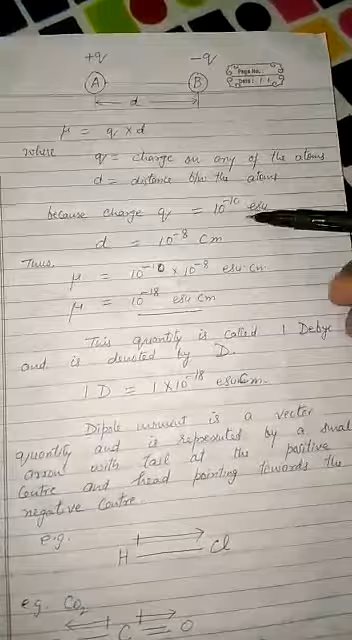 +q -q
A B
Page No.
Date: / /
d
μ = q × d
where q = charge on any of the atoms
d = distance b/w the atoms
because charge q = 10⁻¹⁰ esu
d = 10⁻⁸ cm
Thus
μ = 10⁻¹⁰ × 10⁻⁸ esu cm
μ = 10⁻¹⁸ esu cm
This quantity is called 1 Debye
and is denoted by D.
1 D = 1 × 10⁻¹⁸ esu cm.
Dipole moment is a vector
quantity and is represented by a small
arrow with tail at the positive
centre and head pointing towards the
negative centre
e.g.
H Cl
eg. CO₂
C = O